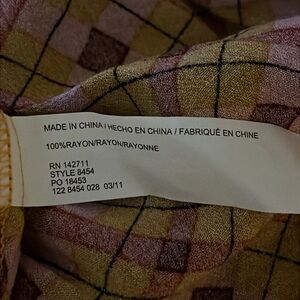 MADE IN CHINA / HECHO EN CHINA / FABRIQUÉ EN CHINE
100%RAYON/RAYON/RAYONNE
RN 142711
STYLE 8454
PO 18453
122 8454 028 03/11